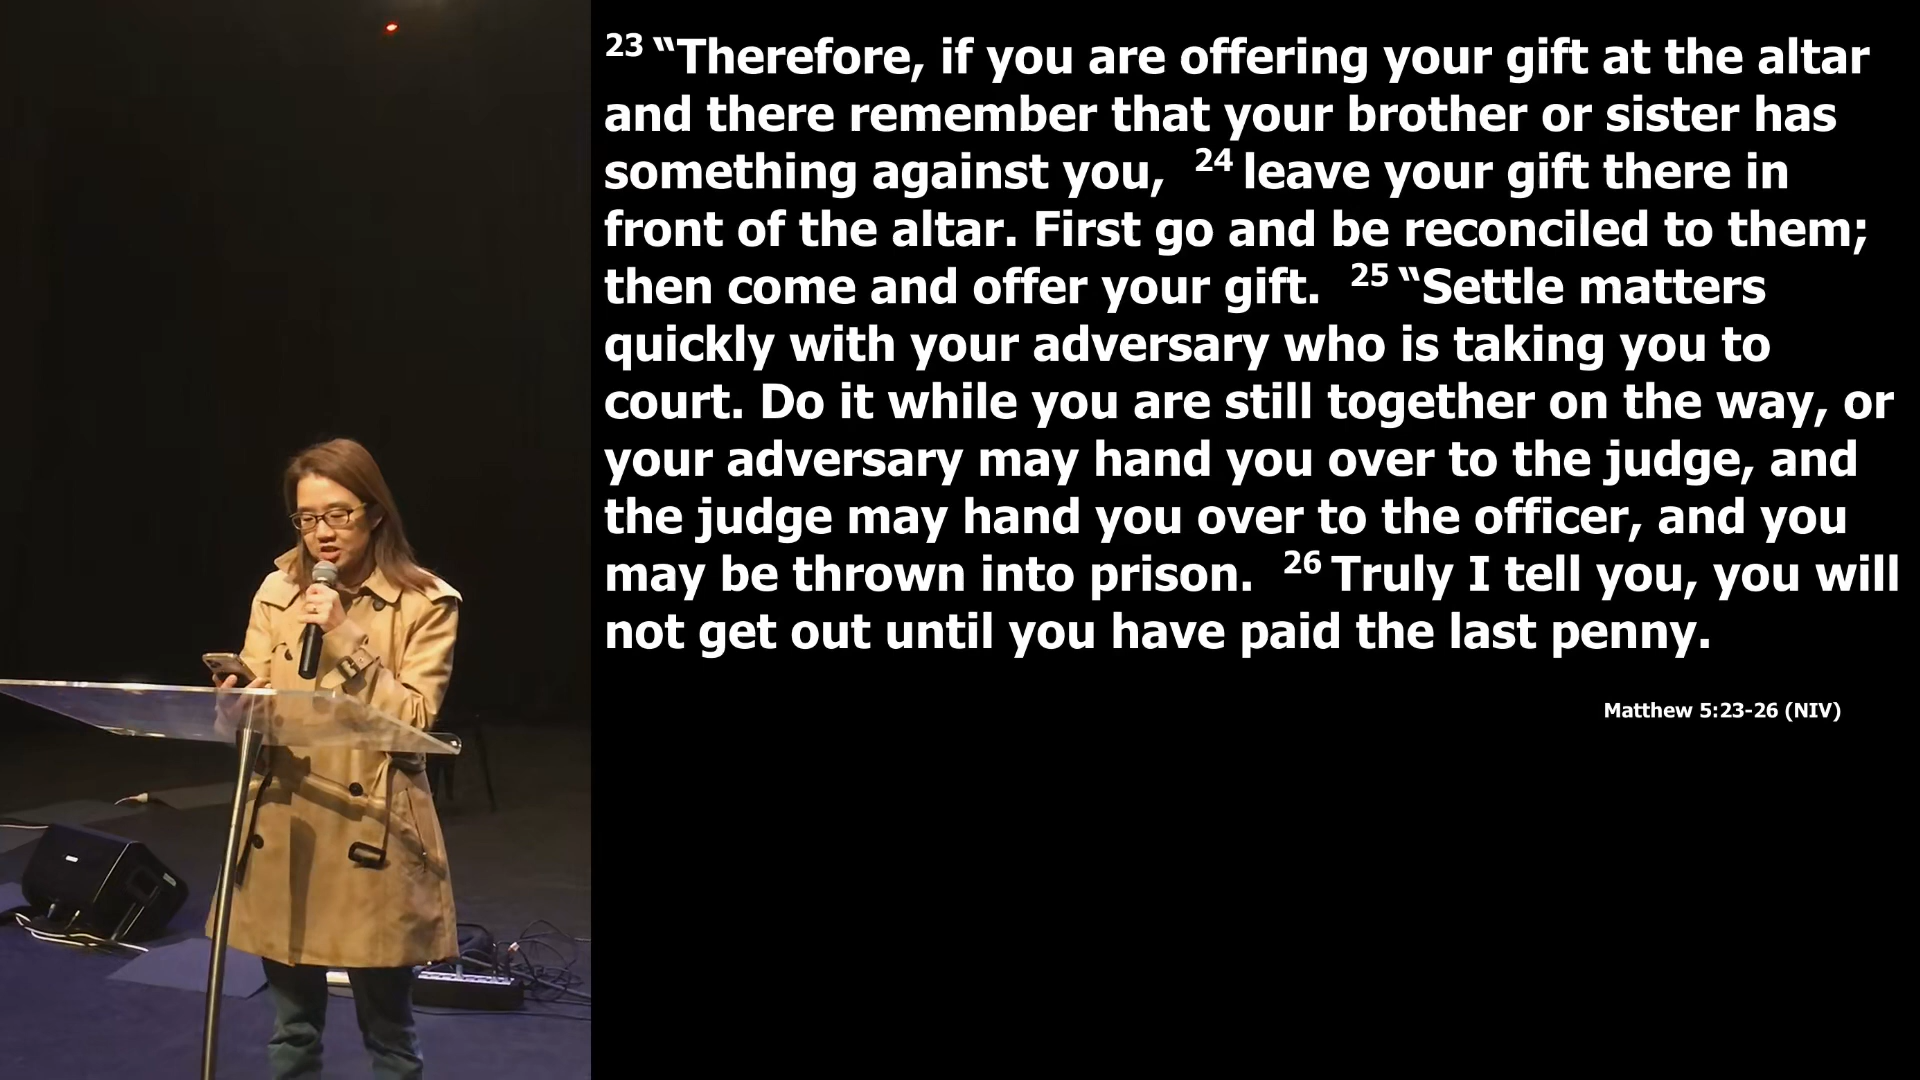 23 “Therefore, if you are offering your gift at the altar
and there remember that your brother or sister has
something against you, 24 leave your gift there in
front of the altar. First go and be reconciled to them;
then come and offer your gift. 25 “Settle matters
quickly with your adversary who is taking you to
court. Do it while you are still together on the way, or
your adversary may hand you over to the judge, and
the judge may hand you over to the officer, and you
may be thrown into prison. 26 Truly I tell you, you will
not get out until you have paid the last penny.
Matthew 5:23-26 (NIV)